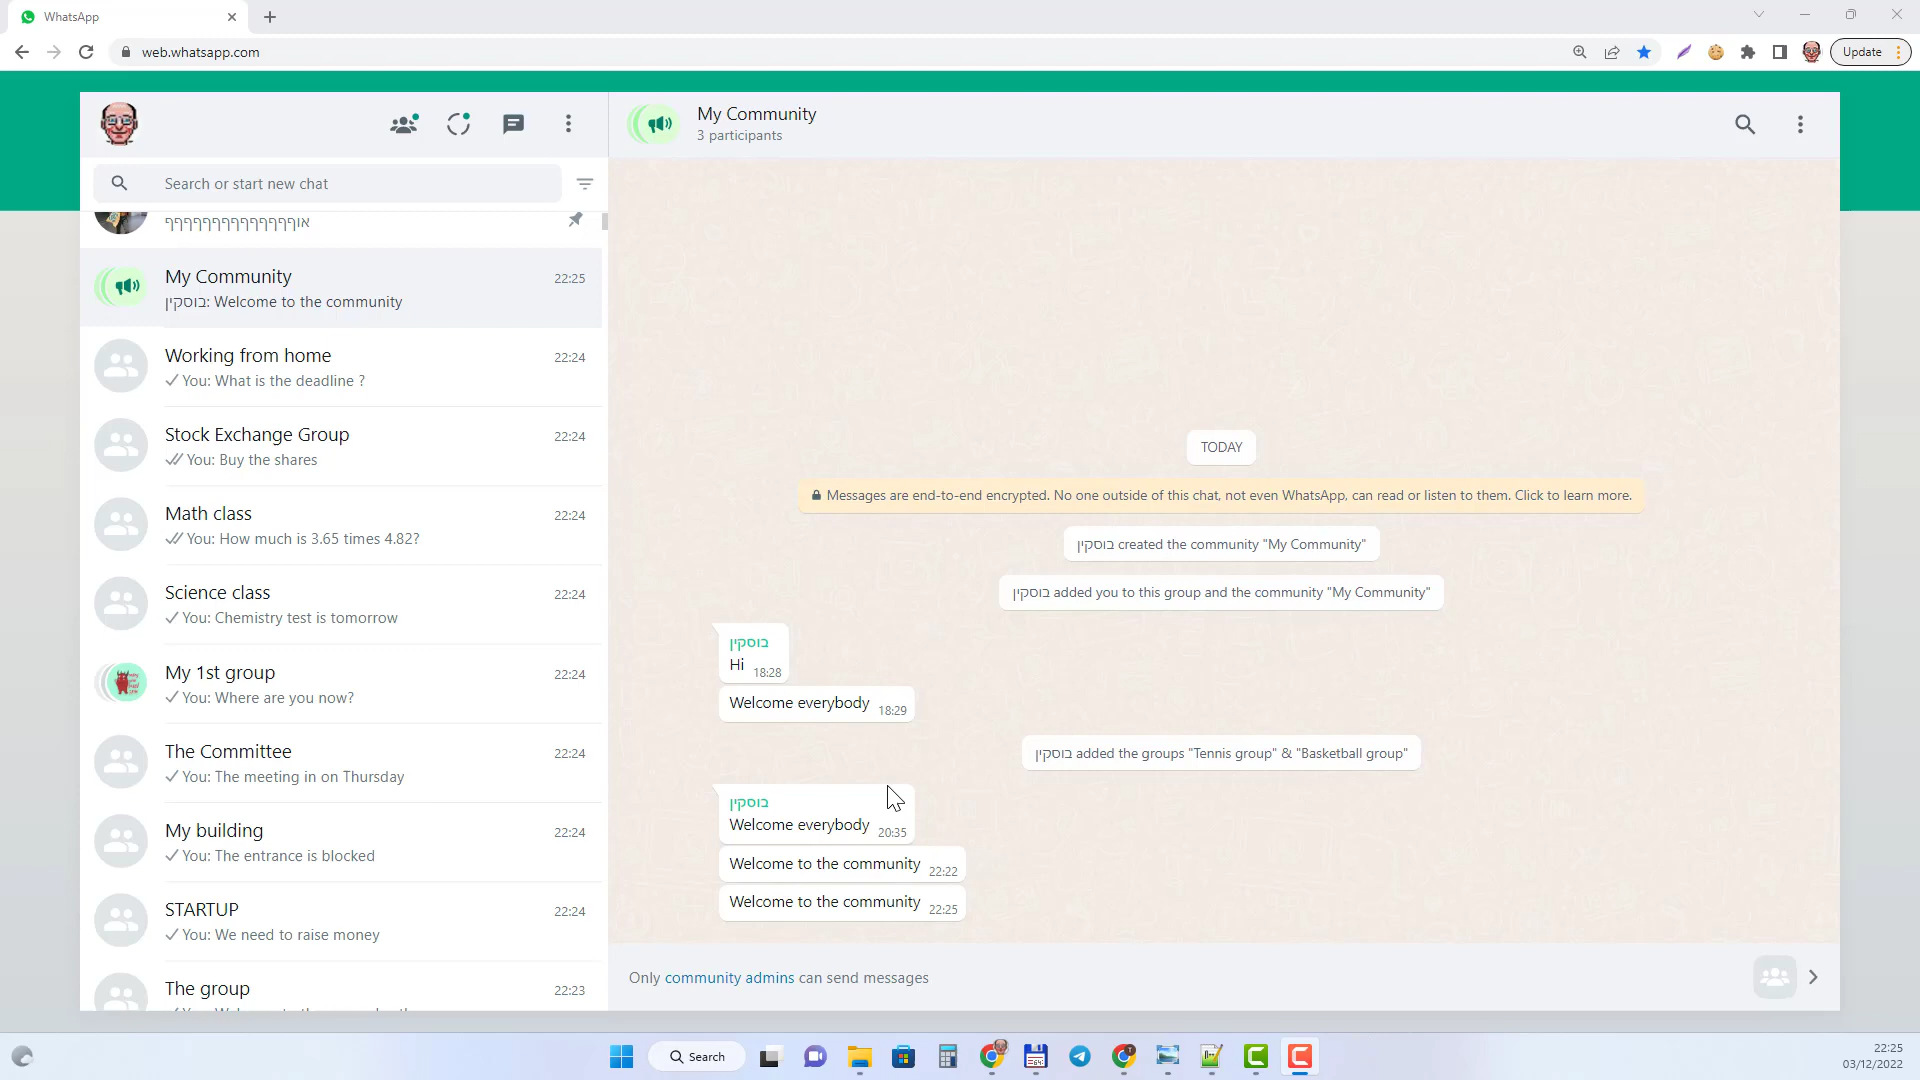 WhatsApp
web.whatsapp.com
Update
My Community
3 participants
Search or start new chat
אוףףףףףףףףףףףףף
My Community
22:25
בוסקין: Welcome to the community
Working from home
22:24
You: What is the deadline ?
Stock Exchange Group
22:24
You: Buy the shares
Math class
22:24
You: How much is 3.65 times 4.82?
Science class
22:24
You: Chemistry test is tomorrow
My 1st group
22:24
You: Where are you now?
The Committee
22:24
You: The meeting in on Thursday
My building
22:24
You: The entrance is blocked
STARTUP
22:24
You: We need to raise money
The group
22:23
TODAY
Messages are end-to-end encrypted. No one outside of this chat, not even WhatsApp, can read or listen to them. Click to learn more.
בוסקין created the community "My Community"
בוסקין added you to this group and the community "My Community"
בוסקין
Hi 18:28
Welcome everybody 18:29
בוסקין added the groups "Tennis group" & "Basketball group"
בוסקין
Welcome everybody 20:35
Welcome to the community 22:22
Welcome to the community 22:25
Only community admins can send messages
Search
22:25
03/12/2022